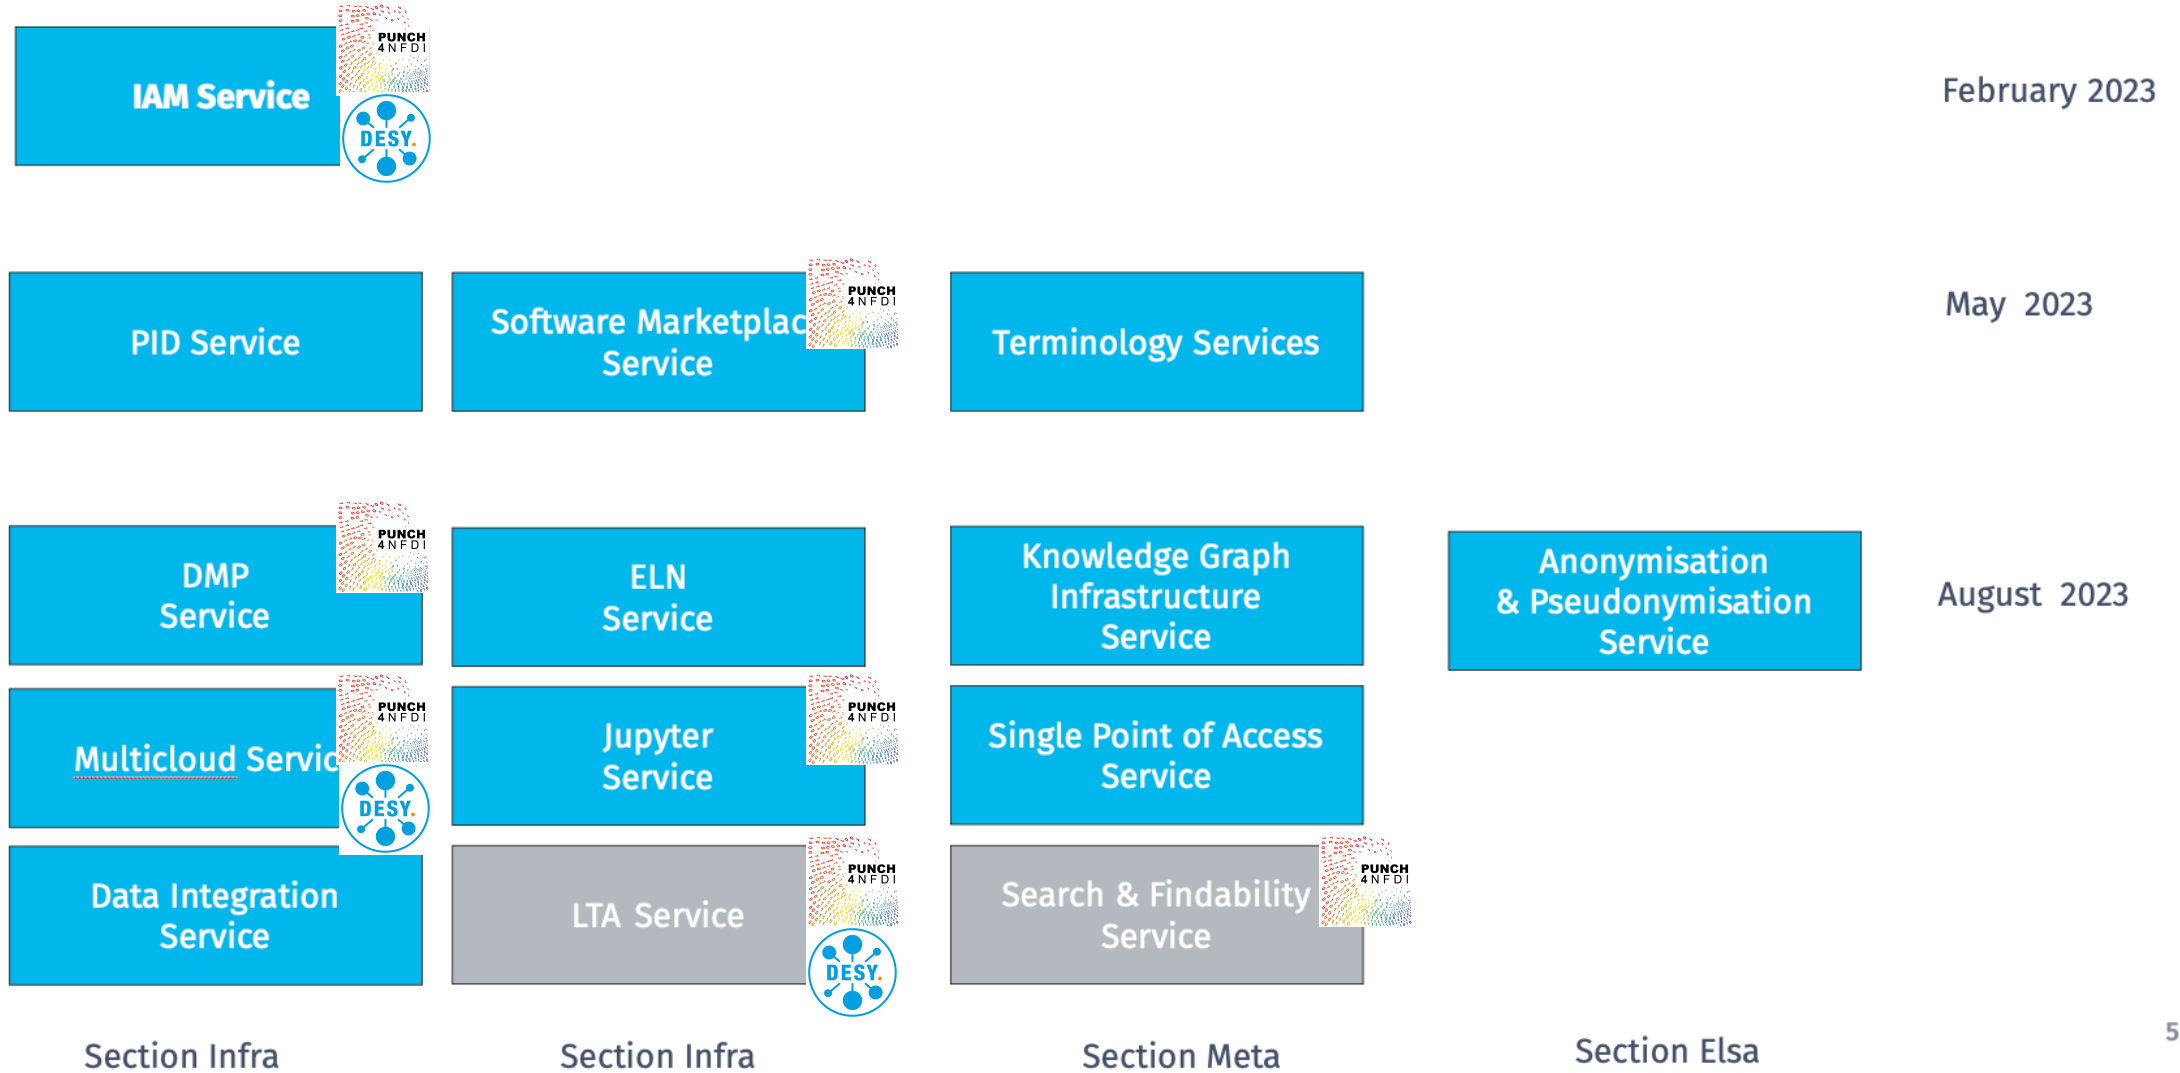 IAM Service
PUNCH
4NFDI
DESY.
February 2023
PID Service
Software Marketplac
Service
PUNCH
4NFDI
Terminology Services
May 2023
DMP
Service
PUNCH
4NFDI
ELN
Service
Knowledge Graph
Infrastructure
Service
Anonymisation
& Pseudonymisation
Service
August 2023
Multicloud Servic
PUNCH
4NFDI
DESY.
Jupyter
Service
PUNCH
4NFDI
Single Point of Access
Service
Data Integration
Service
LTA Service
PUNCH
4NFDI
DESY.
Search & Findability
Service
PUNCH
4NFDI
Section Infra
Section Infra
Section Meta
Section Elsa
5